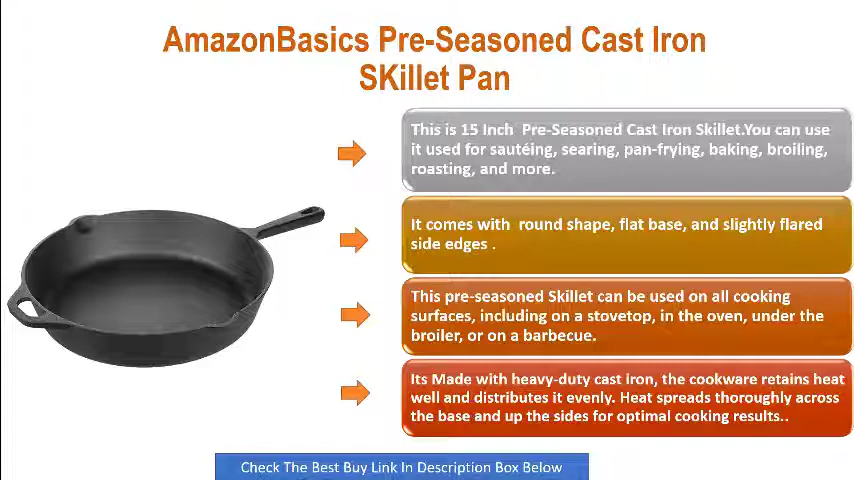 AmazonBasics Pre-Seasoned Cast Iron
SKillet Pan
This is 15 Inch  Pre-Seasoned Cast Iron Skillet.You can use
it used for sautéing, searing, pan-frying, baking, broiling,
roasting, and more.
It comes with  round shape, flat base, and slightly flared
side edges .
This pre-seasoned Skillet can be used on all cooking
surfaces, including on a stovetop, in the oven, under the
broiler, or on a barbecue.
Its Made with heavy-duty cast iron, the cookware retains heat
well and distributes it evenly. Heat spreads thoroughly across
the base and up the sides for optimal cooking results..
Check The Best Buy Link In Description Box Below